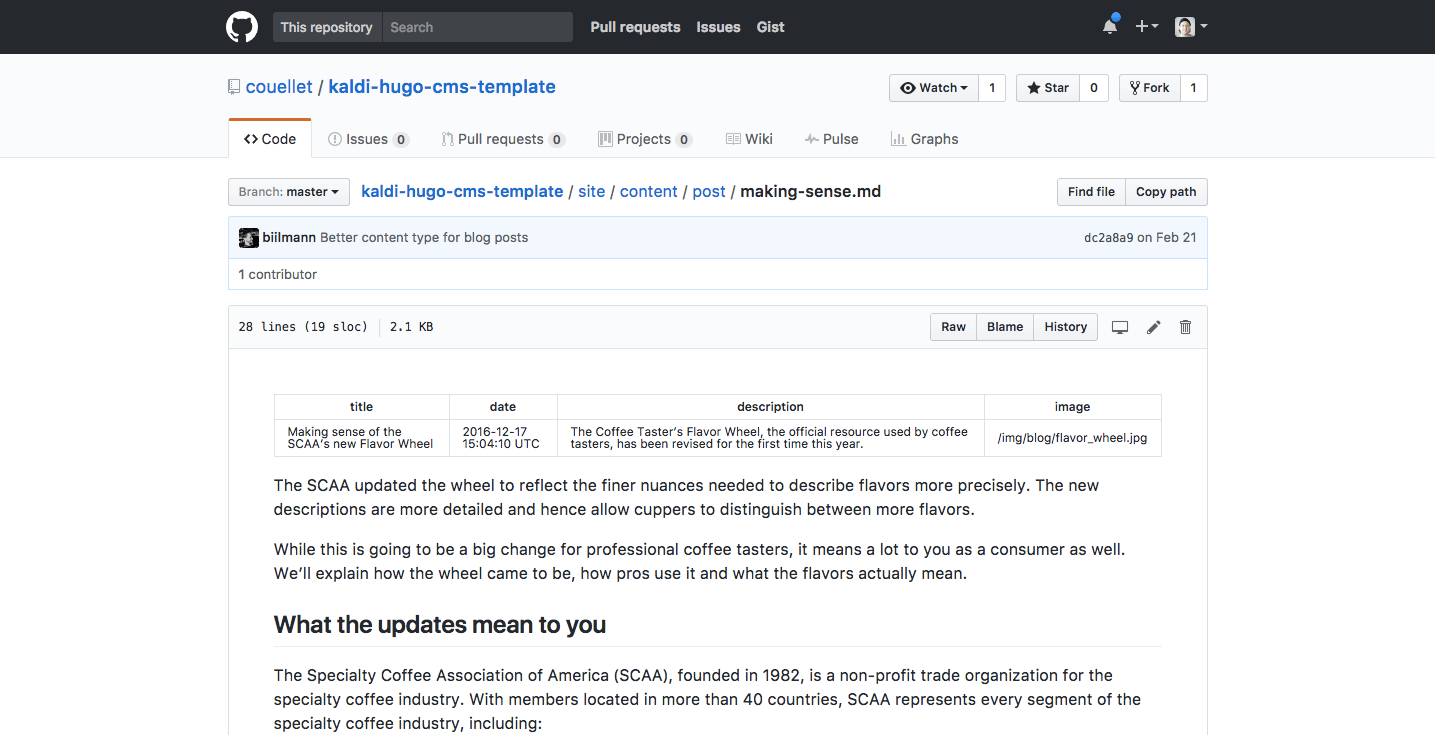 This repository Search Pull requests Issues Gist
couellet / kaldi-hugo-cms-template Watch 1 Star 0 Fork 1
Code Issues 0 Pull requests 0 Projects 0 Wiki Pulse Graphs
Branch: master kaldi-hugo-cms-template / site / content / post / making-sense.md Find file Copy path
biilmann Better content type for blog posts dc2a8a9 on Feb 21
1 contributor
28 lines (19 sloc) 2.1 KB Raw Blame History
title date description image
Making sense of the
SCAA’s new Flavor Wheel
2016-12-17
15:04:10 UTC
The Coffee Taster’s Flavor Wheel, the official resource used by coffee
tasters, has been revised for the first time this year.
/img/blog/flavor_wheel.jpg
The SCAA updated the wheel to reflect the finer nuances needed to describe flavors more precisely. The new
descriptions are more detailed and hence allow cuppers to distinguish between more flavors.
While this is going to be a big change for professional coffee tasters, it means a lot to you as a consumer as well.
We’ll explain how the wheel came to be, how pros use it and what the flavors actually mean.
What the updates mean to you
The Specialty Coffee Association of America (SCAA), founded in 1982, is a non-profit trade organization for the
specialty coffee industry. With members located in more than 40 countries, SCAA represents every segment of the
specialty coffee industry, including: